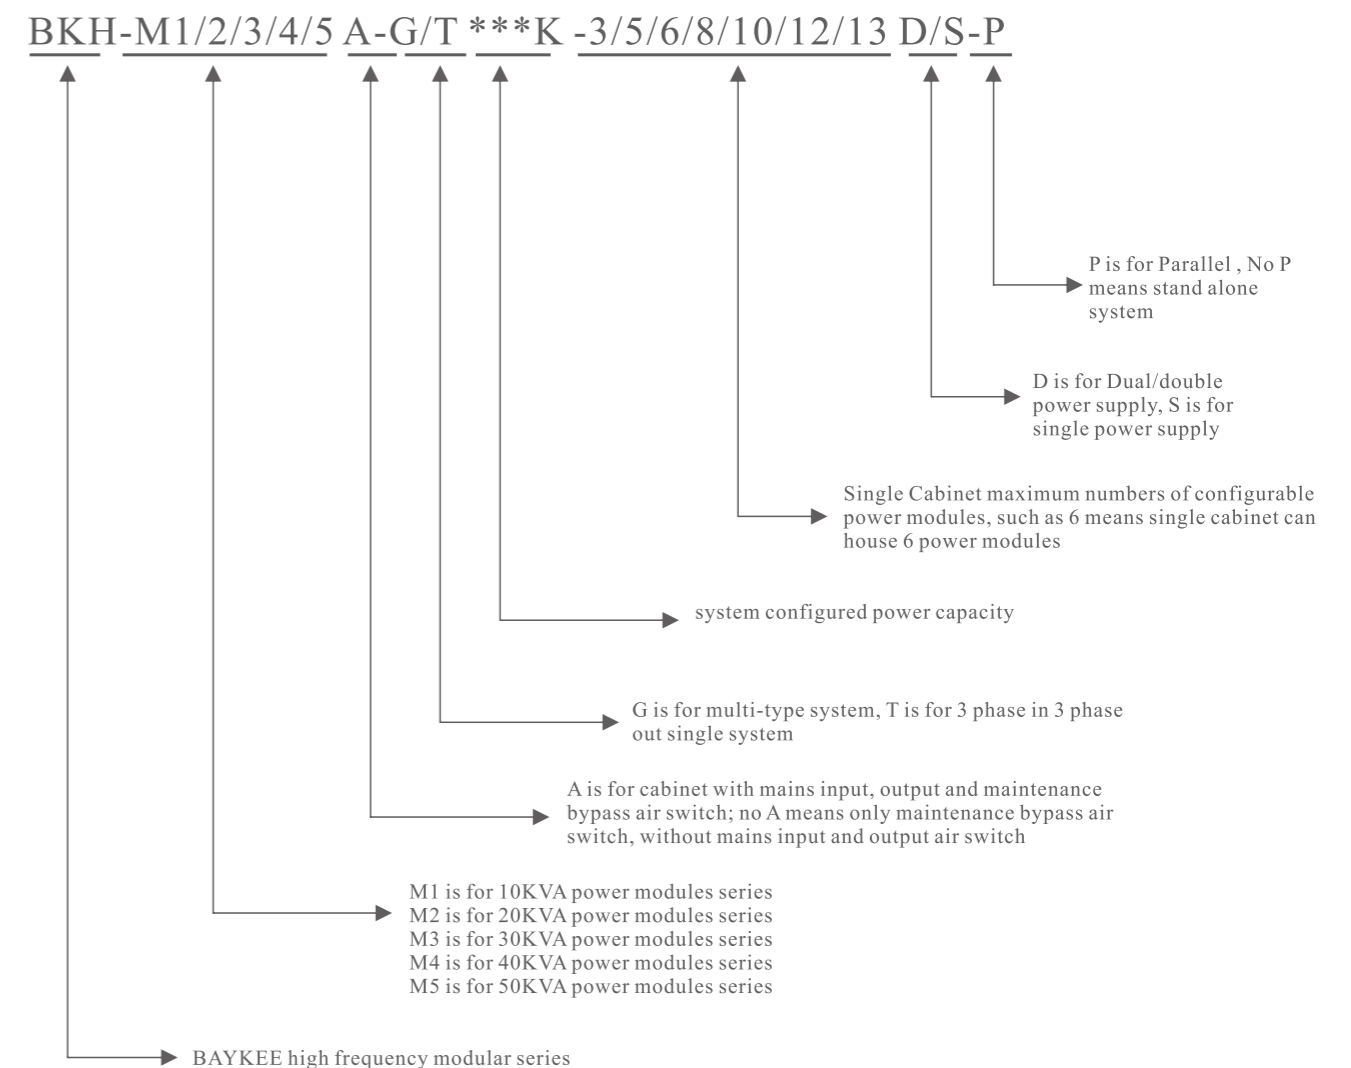 BKH-M1/2/3/4/5 A-G/T ***K -3/5/6/8/10/12/13 D/S-P
P is for Parallel , No P
means stand alone
system
D is for Dual/double
power supply, S is for
single power supply
Single Cabinet maximum numbers of configurable
power modules, such as 6 means single cabinet can
house 6 power modules
system configured power capacity
G is for multi-type system, T is for 3 phase in 3 phase
out single system
A is for cabinet with mains input, output and maintenance
bypass air switch; no A means only maintenance bypass air
switch, without mains input and output air switch
M1 is for 10KVA power modules series
M2 is for 20KVA power modules series
M3 is for 30KVA power modules series
M4 is for 40KVA power modules series
M5 is for 50KVA power modules series
BAYKEE high frequency modular series